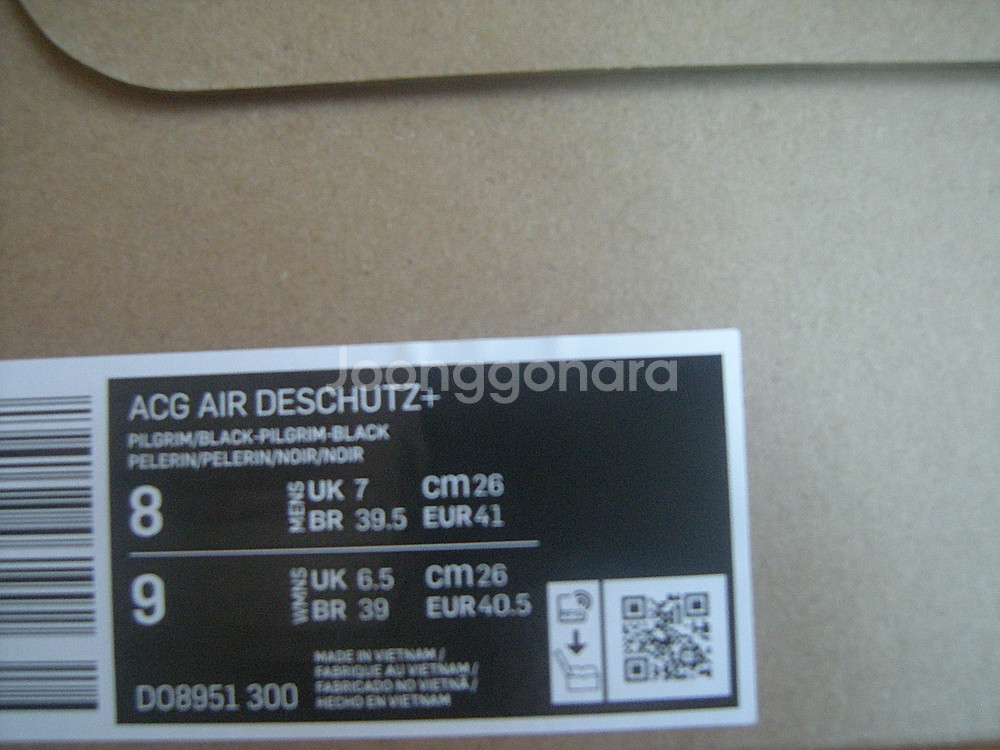 Joonggonara
ACG AIR DESCHUTZ+
PILGRIM/BLACK-PILGRIM-BLACK
PELERIN/PELERIN/NOIR/NOIR
8 MENS UK 7 cm 26
BR 39.5 EUR 41
9 WMNS UK 6.5 cm 26
BR 39 EUR 40.5
MADE IN VIETNAM /
FABRIQUE AU VIETNAM /
FABRICADO NO VIETNÃ /
HECHO EN VIETNAM
DO8951 300